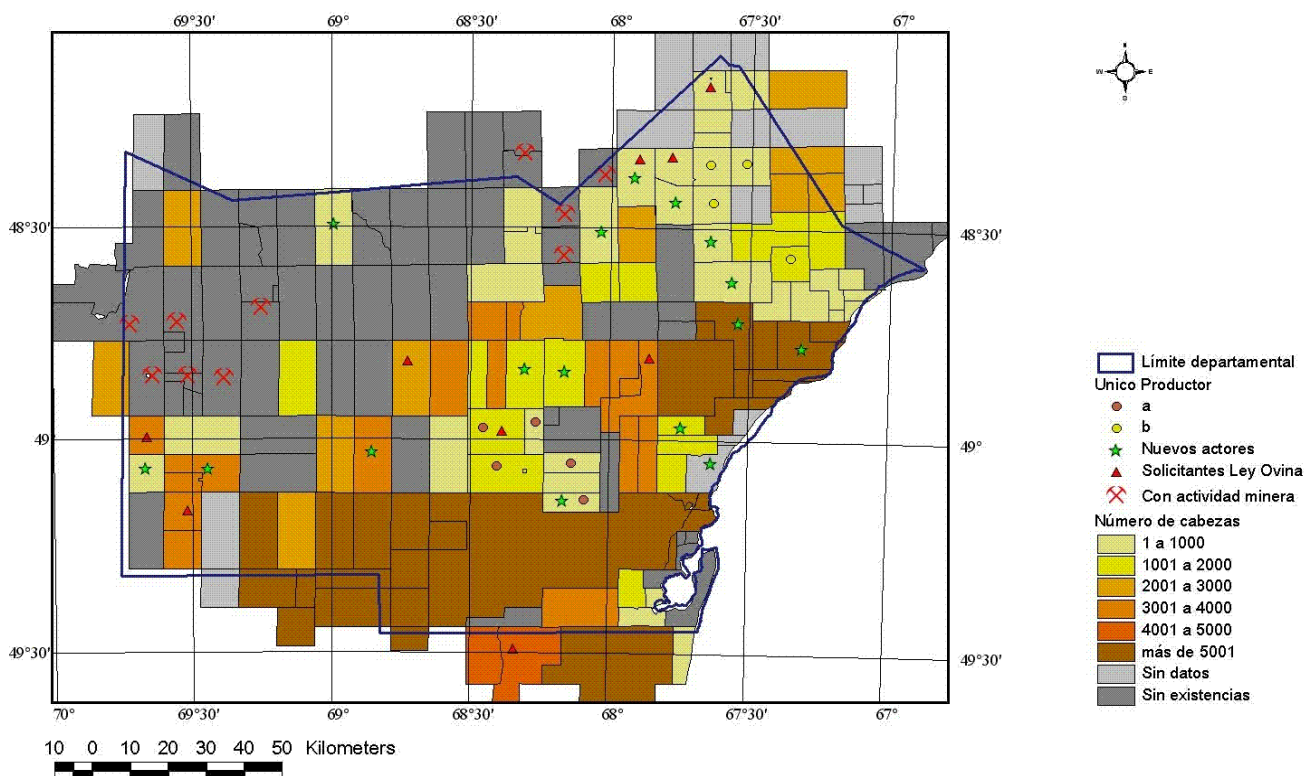 69°30' 69° 68°30' 68° 67°30' 67°
W E
48°30' 48°30'
49° 49°
49°30' 49°30'
70° 69°30' 69° 68°30' 68° 67°30' 67°
10 0 10 20 30 40 50 Kilometers
Límite departamental
Unico Productor
a
b
Nuevos actores
Solicitantes Ley Ovina
Con actividad minera
Número de cabezas
1 a 1000
1001 a 2000
2001 a 3000
3001 a 4000
4001 a 5000
más de 5001
Sin datos
Sin existencias